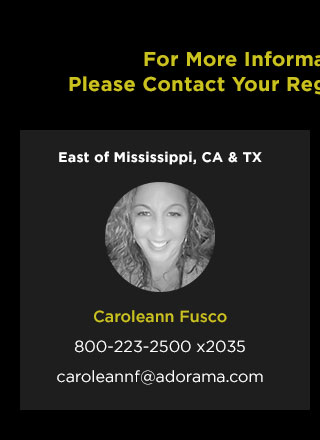 For More Informa
Please Contact Your Reg
East of Mississippi, CA & TX
Caroleann Fusco
800-223-2500 x2035
caroleannf@adorama.com